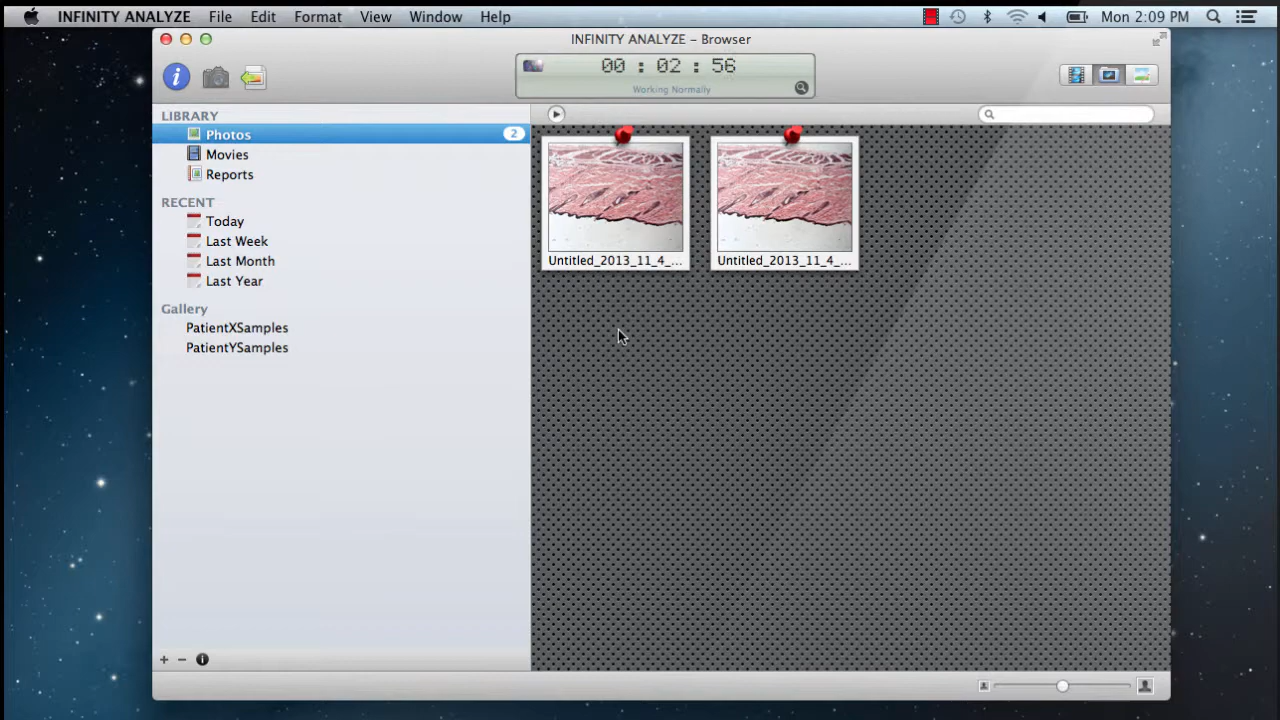 INFINITY ANALYZE File Edit Format View Window Help Mon 2:09 PM
INFINITY ANALYZE – Browser
00 : 02 : 56
Working Normally
LIBRARY
Photos 2
Movies
Reports
RECENT
Today
Last Week
Last Month
Last Year
Gallery
PatientXSamples
PatientYSamples
Untitled_2013_11_4_... Untitled_2013_11_4_...